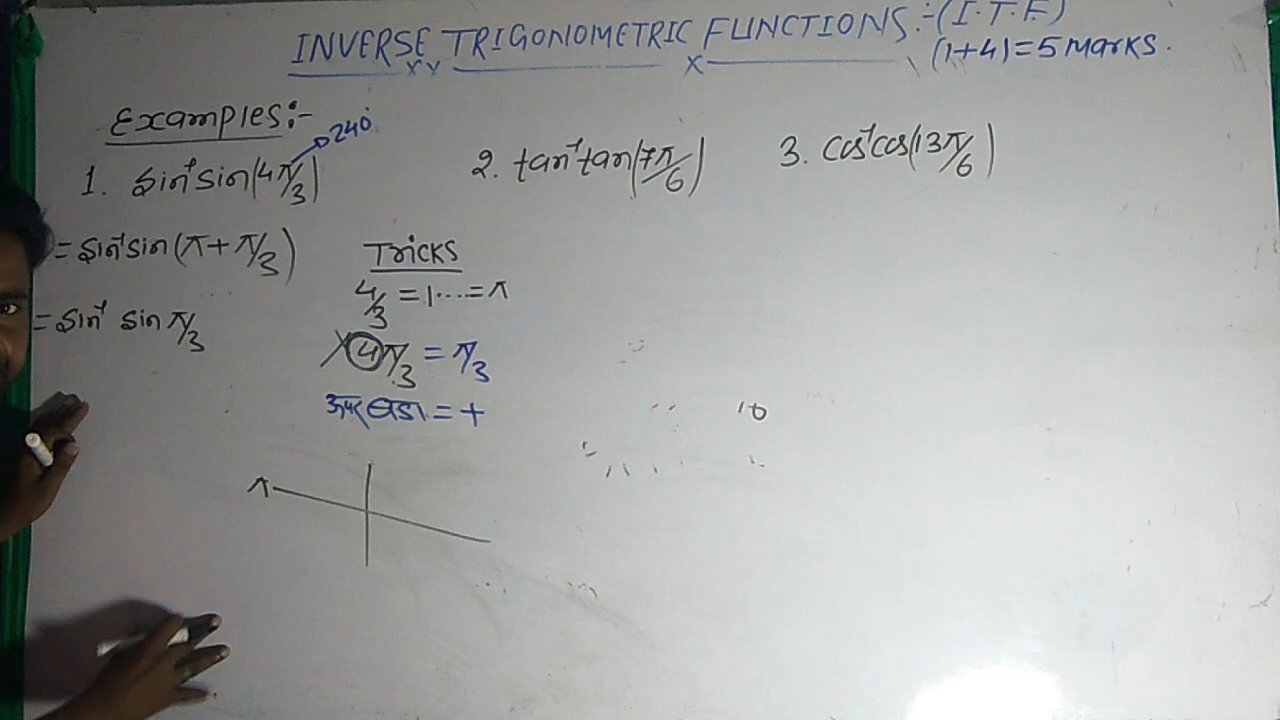 INVERSE TRIGONOMETRIC FUNCTIONS :-(I.T.F.)
(1+4)=5 Marks.
Examples:-
240°
1. sin⁻¹sin(4π/3)
2. tan⁻¹tan(7π/6)
3. cos⁻¹cos(13π/6)
=sin⁻¹sin(π+π/3)
=sin⁻¹ sin π/3
Tricks
4/3 =1....=π
4π/3 = π/3
ऊपर बड़ा = +
π